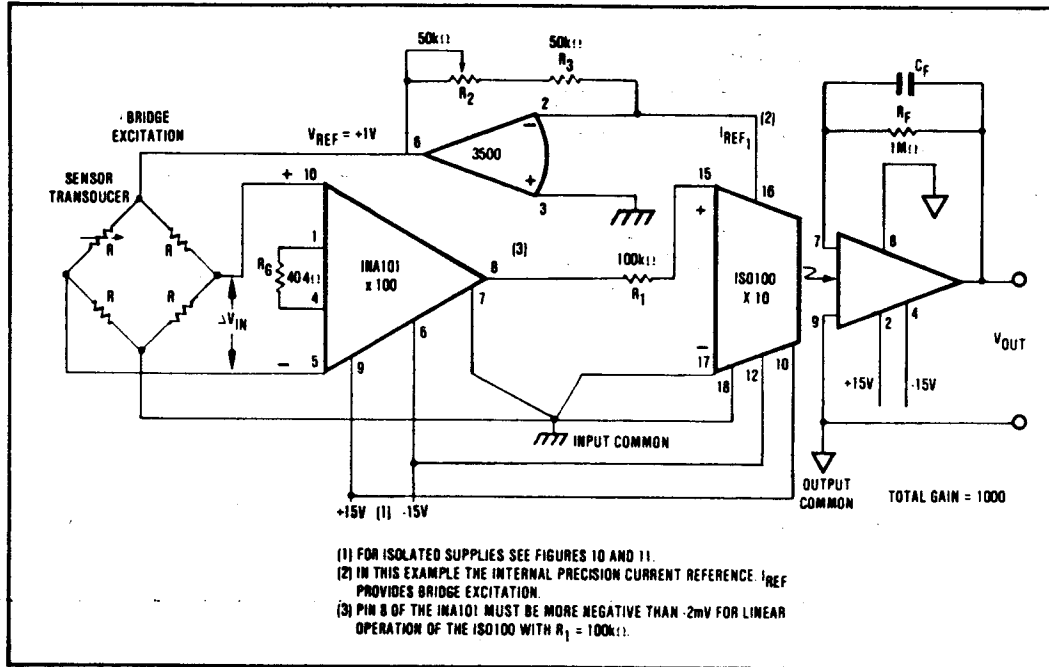 50kΩ
50kΩ
R3
R2
CF
BRIDGE
EXCITATION
VREF = +1V
6
2
3500
3
IREF1
(2)
RF
1MΩ
SENSOR
TRANSDUCER
+
10
15
16
+
−
+
R
1
RG
404Ω
4
INA101
x 100
(3)
8
7
6
100kΩ
R1
ISO100
X 10
7
8
R
R
ΔVIN
−
5
9
−
17
18
12
10
9
2
4
+15V
-15V
VOUT
INPUT COMMON
OUTPUT
COMMON
TOTAL GAIN = 1000
+15V (1) -15V
(1) FOR ISOLATED SUPPLIES SEE FIGURES 10 AND 11.
(2) IN THIS EXAMPLE THE INTERNAL PRECISION CURRENT REFERENCE. IREF
PROVIDES BRIDGE EXCITATION.
(3) PIN 8 OF THE INA101 MUST BE MORE NEGATIVE THAN -2mV FOR LINEAR
OPERATION OF THE ISO100 WITH R1 = 100kΩ.